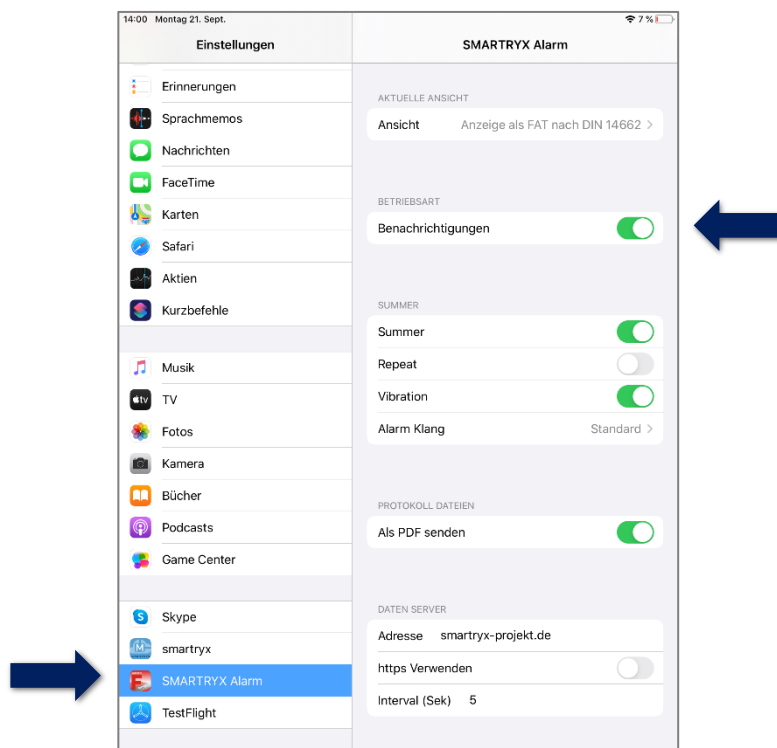 14:00 Montag 21. Sept. 7 %
Einstellungen
SMARTRYX Alarm
Erinnerungen
Sprachmemos
Nachrichten
FaceTime
Karten
Safari
Aktien
Kurzbefehle
Musik
tv TV
Fotos
Kamera
Bücher
Podcasts
Game Center
S Skype
M smartryx
F SMARTRYX Alarm
TestFlight
AKTUELLE ANSICHT
Ansicht Anzeige als FAT nach DIN 14662 >
BETRIEBSART
Benachrichtigungen
SUMMER
Summer
Repeat
Vibration
Alarm Klang Standard >
PROTOKOLL DATEIEN
Als PDF senden
DATEN SERVER
Adresse smartryx-projekt.de
https Verwenden
Interval (Sek) 5